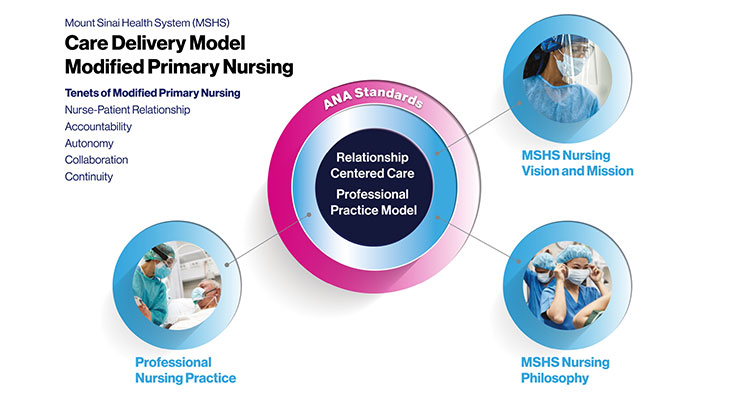 Mount Sinai Health System (MSHS)
Care Delivery Model
Modified Primary Nursing
Tenets of Modified Primary Nursing
Nurse-Patient Relationship
Accountability
Autonomy
Collaboration
Continuity
ANA Standards
Relationship
Centered Care
Professional
Practice Model
MSHS Nursing
Vision and Mission
Professional
Nursing Practice
MSHS Nursing
Philosophy